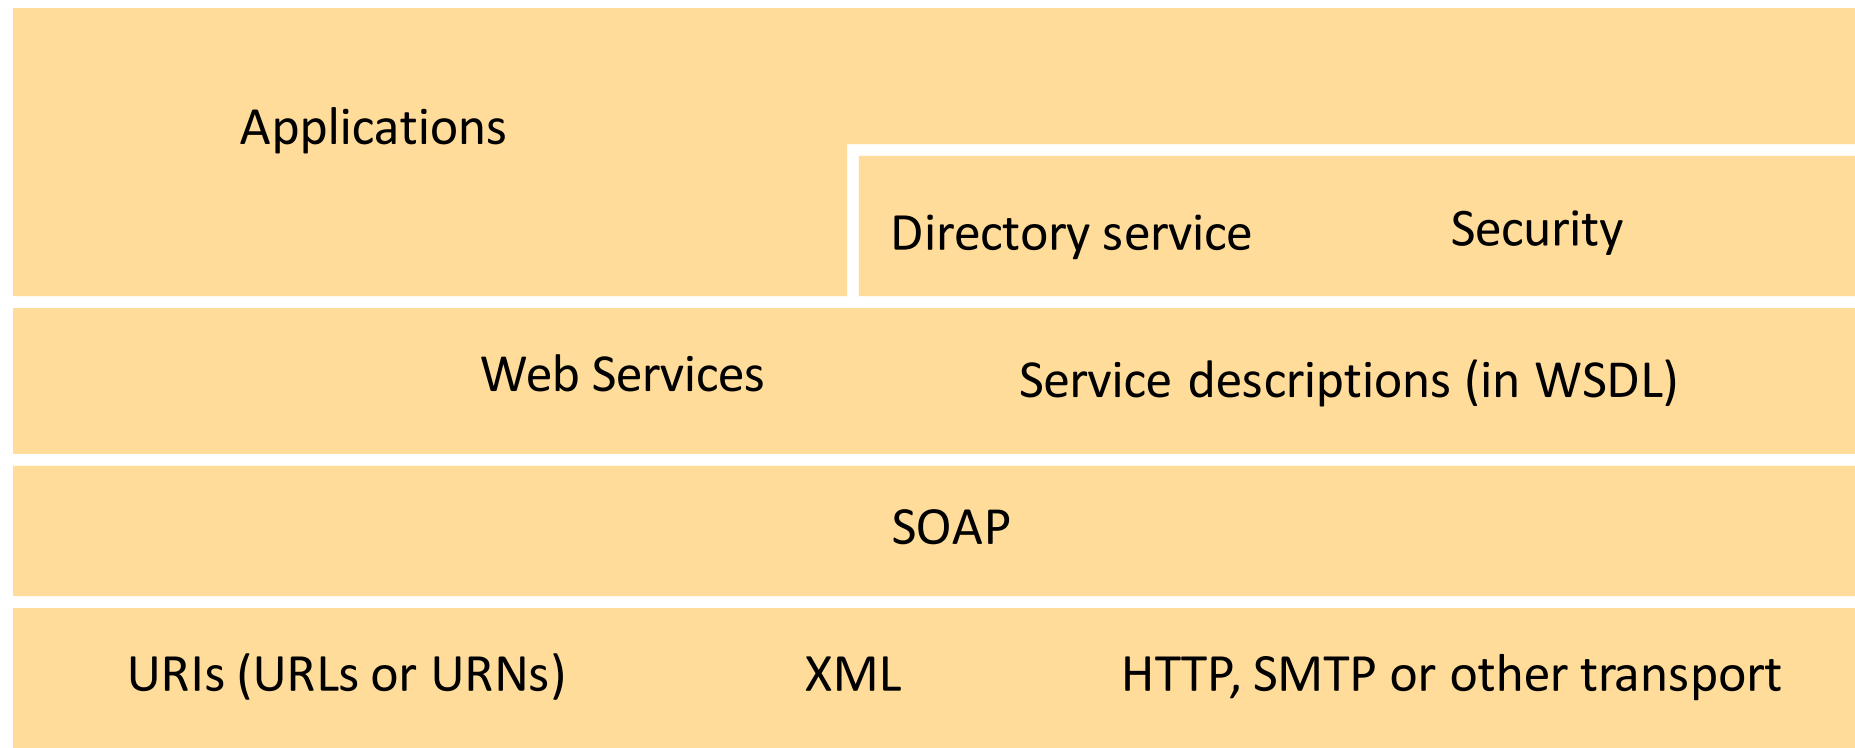 Applications
Directory service
Security
Web Services
Service descriptions (in WSDL)
SOAP
URIs (URLs or URNs)
XML
HTTP, SMTP or other transport